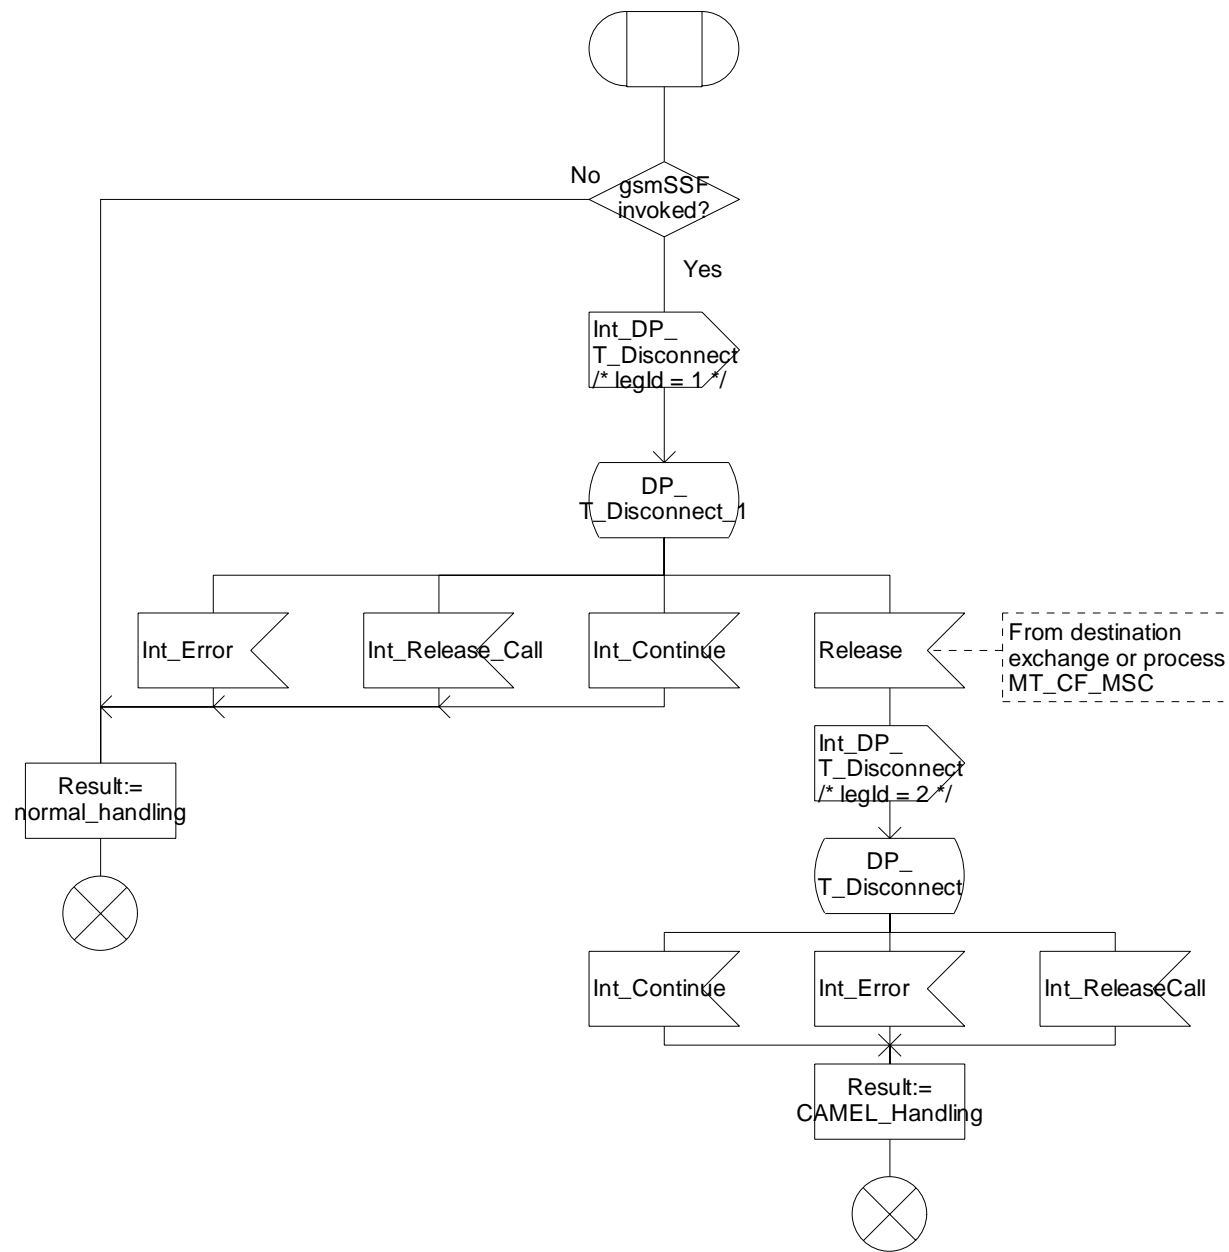 No
gsmSSF
invoked?
Yes
Int_DP_
T_Disconnect
/* legId = 1 */
DP_
T_Disconnect_1
Int_Error
Int_Release_Call
Int_Continue
Release
From destination
exchange or process
MT_CF_MSC
Int_DP_
T_Disconnect
/* legId = 2 */
Result:=
normal_handling
DP_
T_Disconnect
Int_Continue
Int_Error
Int_ReleaseCall
Result:=
CAMEL_Handling